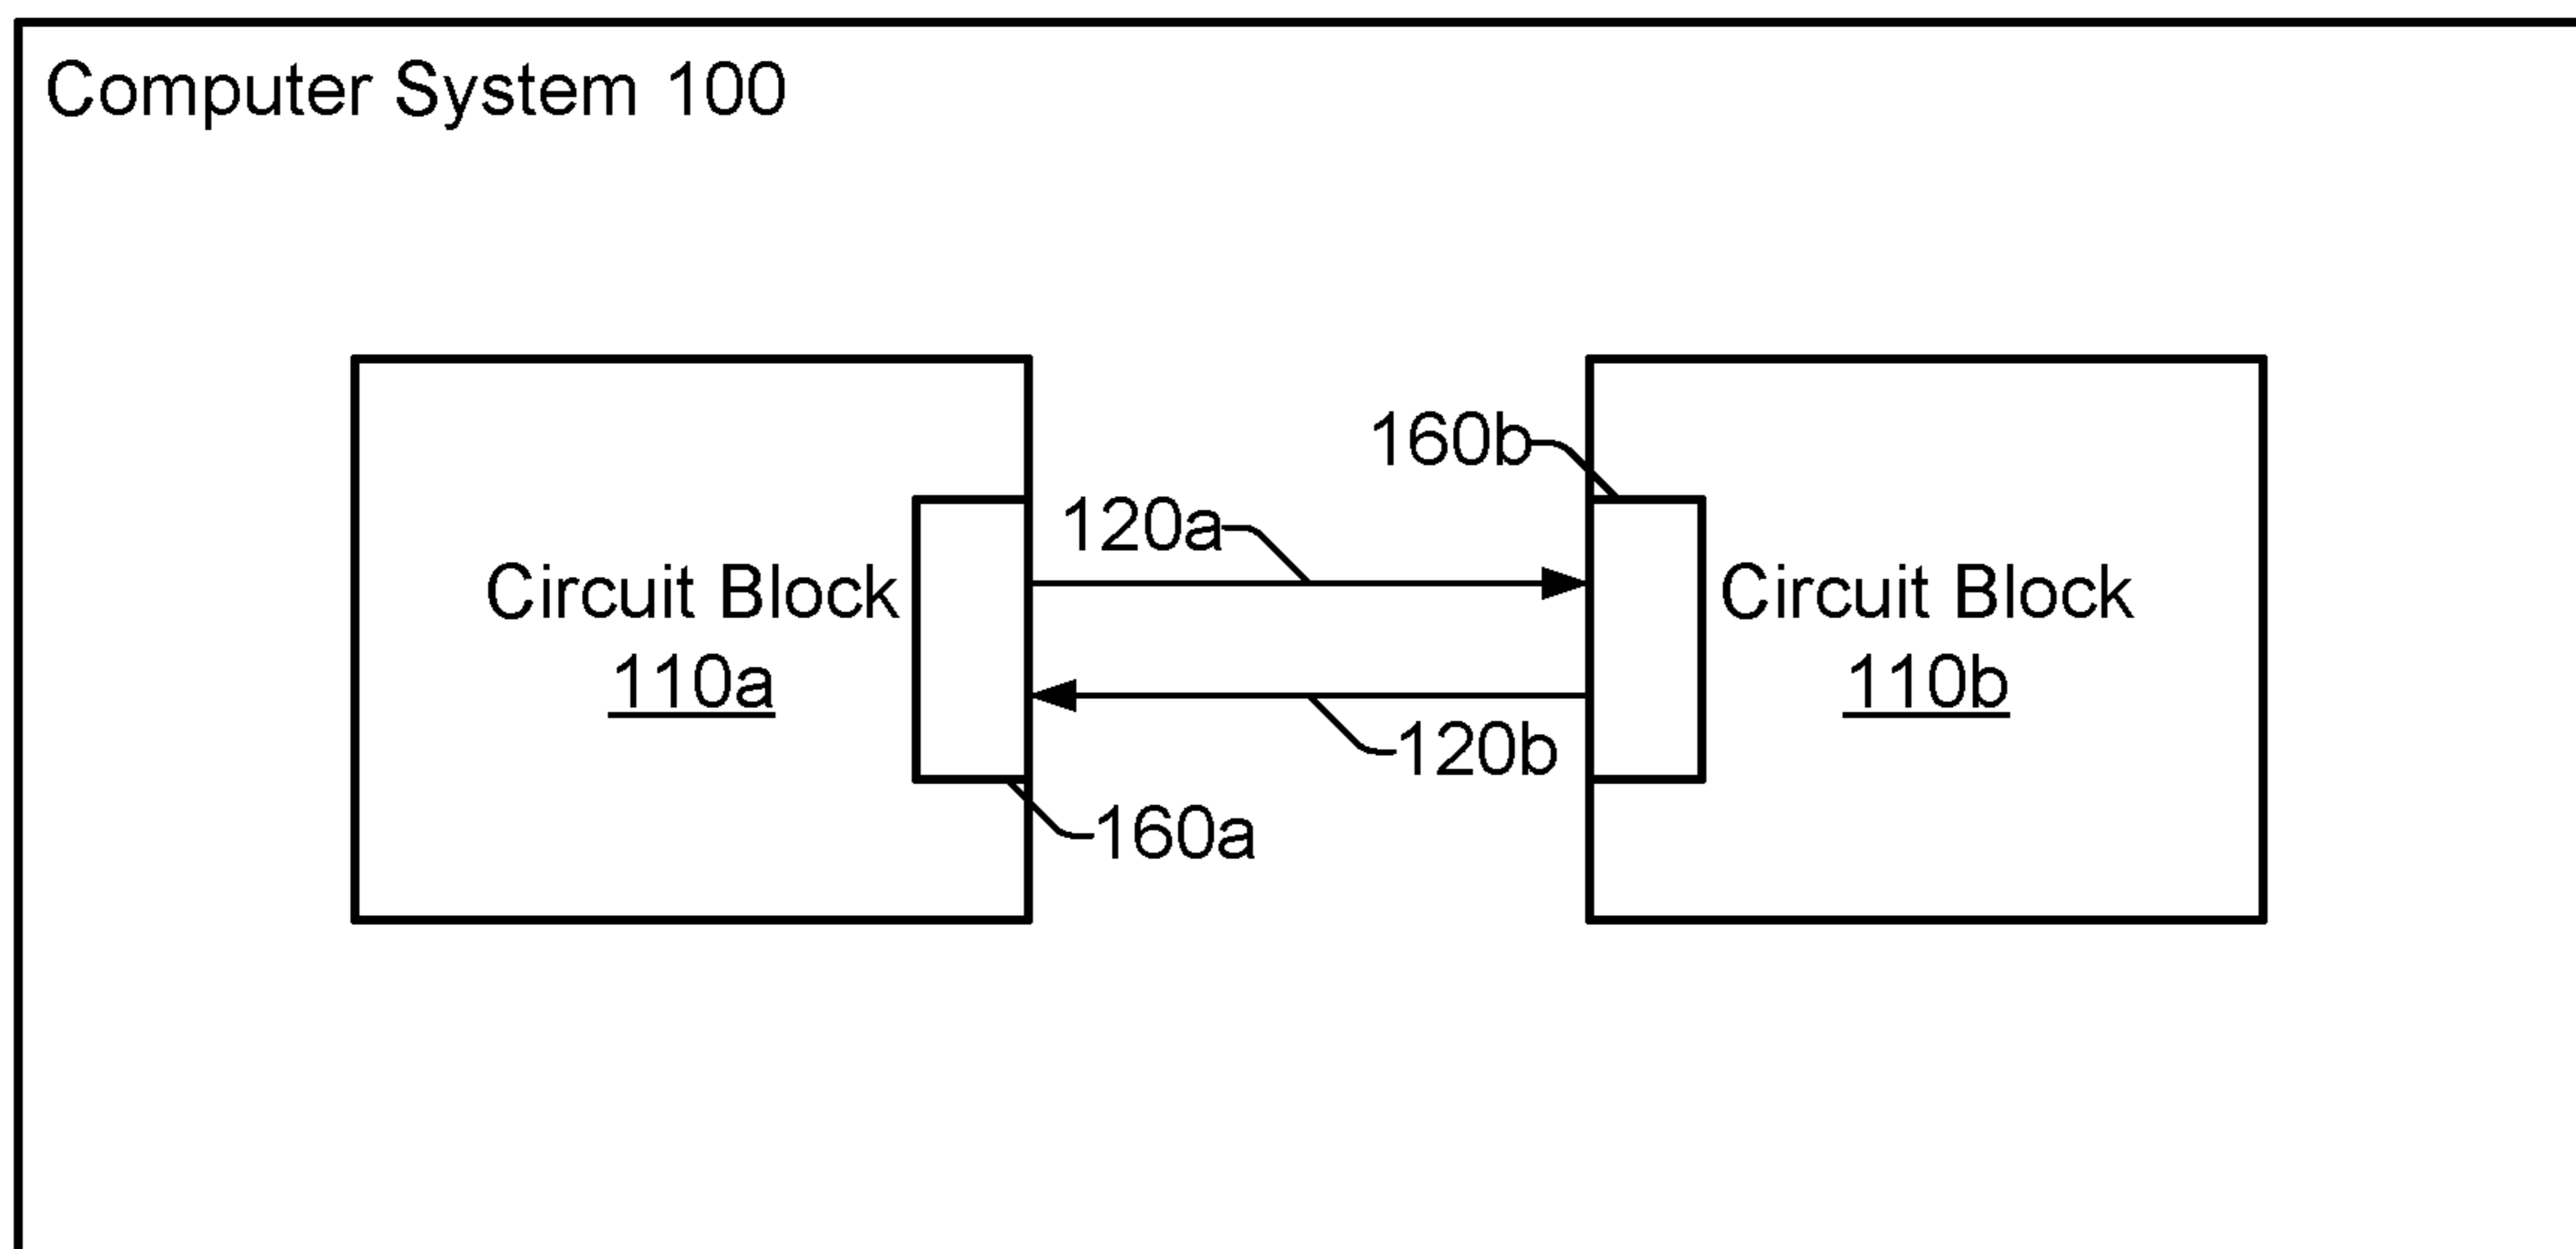 Computer System 100
160b
120a
Circuit Block
110a
Circuit Block
110b
120b
160a